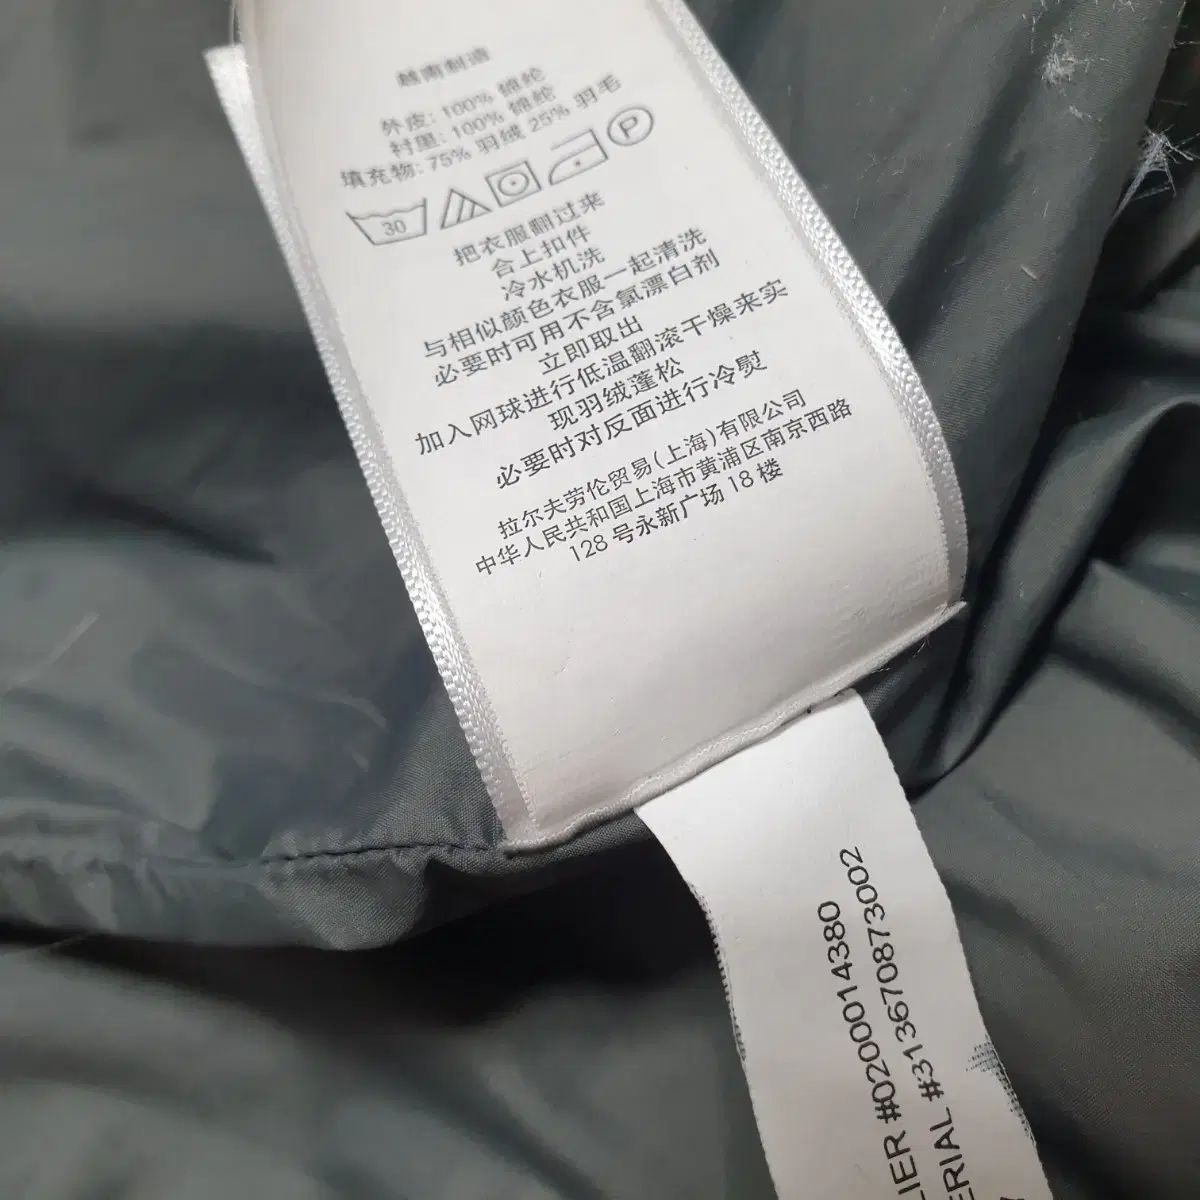 越南制造
外皮: 100% 锦纶
衬里: 100% 锦纶
填充物: 75% 羽绒 25% 羽毛
30 P
把衣服翻过来
合上扣件
冷水机洗
与相似颜色衣服一起清洗
必要时可用不含氯漂白剂
立即取出
加入网球进行低温翻滚干燥来实
现羽绒蓬松
必要时对反面进行冷熨
拉尔夫劳伦贸易(上海)有限公司
中华人民共和国上海市黄浦区南京西路
128 号永新广场 18 楼
LIER #0200014380
ERIAL #313670873002